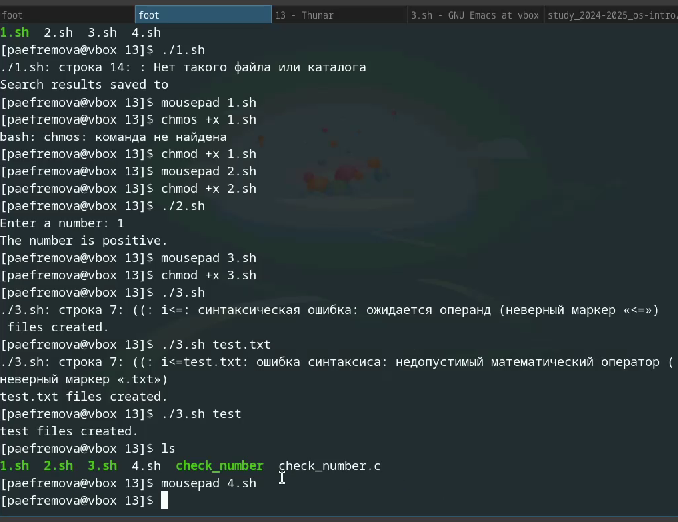 foot
foot
13 - Thunar
3.sh - GNU Emacs at vbox
study_2024-2025_os-intro.
1.sh 2.sh 3.sh 4.sh
[paefremova@vbox 13]$ ./1.sh
./1.sh: строка 14: : Нет такого файла или каталога
Search results saved to
[paefremova@vbox 13]$ mousepad 1.sh
[paefremova@vbox 13]$ chmos +x 1.sh
bash: chmos: команда не найдена
[paefremova@vbox 13]$ chmod +x 1.sh
[paefremova@vbox 13]$ mousepad 2.sh
[paefremova@vbox 13]$ chmod +x 2.sh
[paefremova@vbox 13]$ ./2.sh
Enter a number: 1
The number is positive.
[paefremova@vbox 13]$ mousepad 3.sh
[paefremova@vbox 13]$ chmod +x 3.sh
[paefremova@vbox 13]$ ./3.sh
./3.sh: строка 7: ((: i<=: синтаксическая ошибка: ожидается операнд (неверный маркер «<=»)
files created.
[paefremova@vbox 13]$ ./3.sh test.txt
./3.sh: строка 7: ((: i<=test.txt: ошибка синтаксиса: недопустимый математический оператор (
неверный маркер «.txt»)
test.txt files created.
[paefremova@vbox 13]$ ./3.sh test
test files created.
[paefremova@vbox 13]$ ls
1.sh 2.sh 3.sh 4.sh check_number check_number.c
[paefremova@vbox 13]$ mousepad 4.sh
[paefremova@vbox 13]$